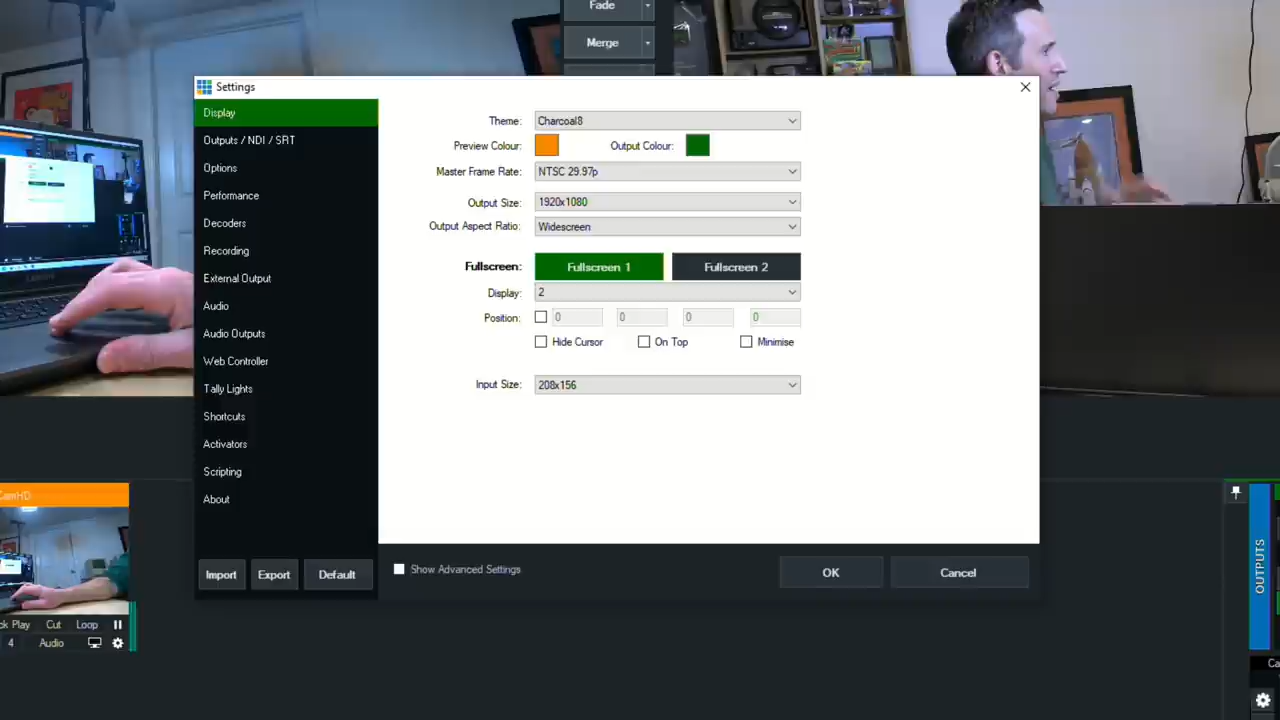 Fade
Merge
Settings
Display
Outputs / NDI / SRT
Options
Performance
Decoders
Recording
External Output
Audio
Audio Outputs
Web Controller
Tally Lights
Shortcuts
Activators
Scripting
About
Import
Export
Default
Theme: Charcoal8
Preview Colour: Output Colour:
Master Frame Rate: NTSC 29.97p
Output Size: 1920x1080
Output Aspect Ratio: Widescreen
Fullscreen: Fullscreen 1 Fullscreen 2
Display: 2
Position: 0 0 0 0
Hide Cursor On Top Minimise
Input Size: 208x156
Show Advanced Settings
OK
Cancel
CamHD
ck Play Cut Loop
4 Audio
OUTPUTS
Ca